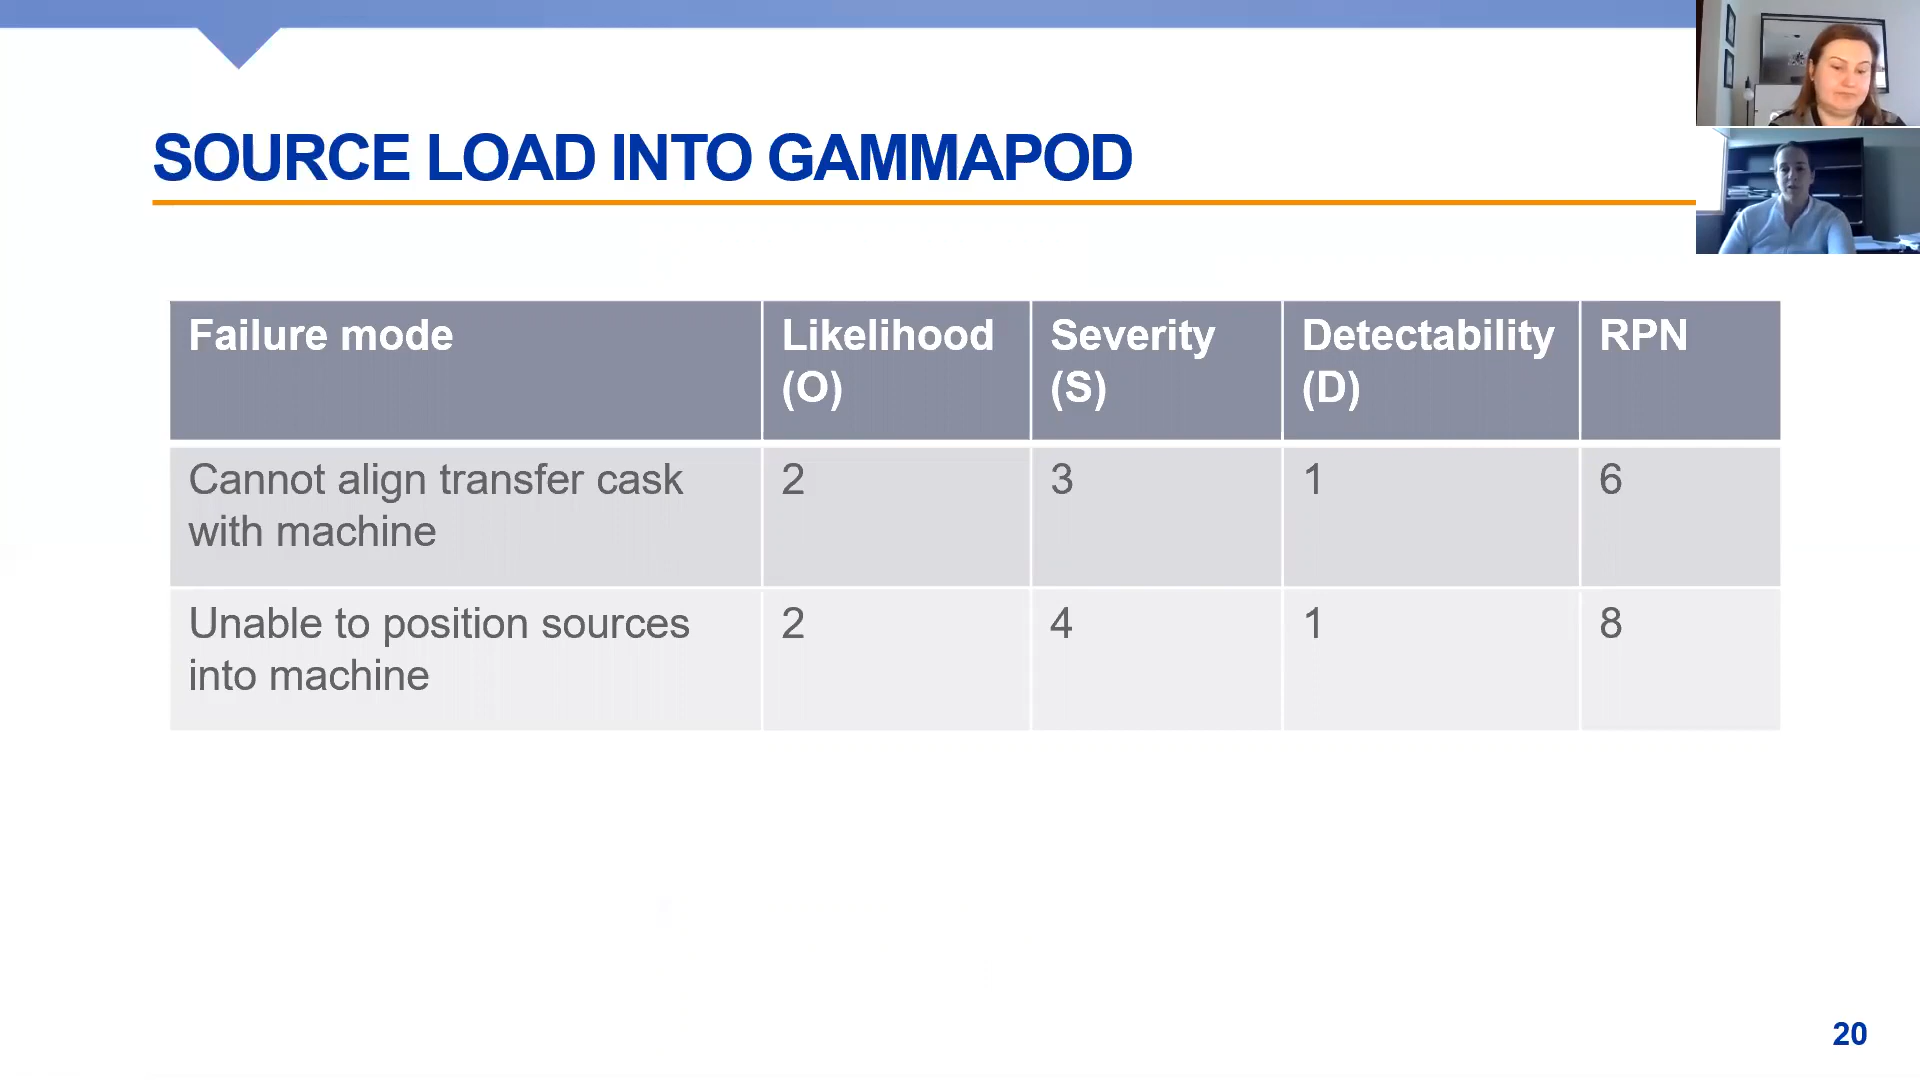 SOURCE LOAD INTO GAMMAPOD
Failure mode
Likelihood
(O)
Severity
(S)
Detectability
(D)
RPN
Cannot align transfer cask
with machine
2
3
1
6
Unable to position sources
into machine
2
4
1
8
20